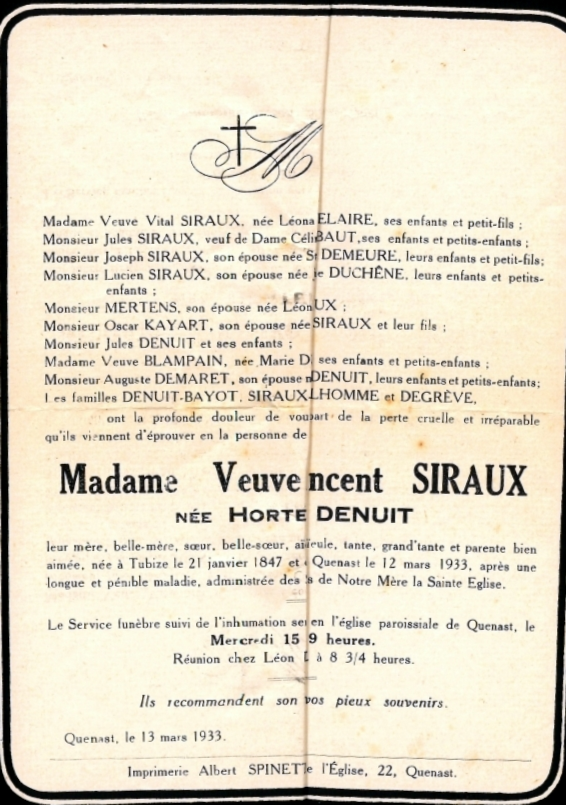 M
Madame Veuve Vital SIRAUX, née Léona ELAIRE, ses enfants et petit-fils ;
Monsieur Jules SIRAUX, veuf de Dame Céli BAUT, ses enfants et petits-enfants ;
Monsieur Joseph SIRAUX, son épouse née S DEMEURE, leurs enfants et petit-fils;
Monsieur Lucien SIRAUX, son épouse née e DUCHÊNE, leurs enfants et petits-
enfants ;
Monsieur MERTENS, son épouse née Léon UX ;
Monsieur Oscar KAYART, son épouse née SIRAUX et leur fils ;
Monsieur Jules DENUIT et ses enfants ;
Madame Veuve BLAMPAIN, née Marie D ses enfants et petits-enfants ;
Monsieur Auguste DEMARET, son épouse n DENUIT, leurs enfants et petits-enfants;
Les familles DENUIT-BAYOT, SIRAUX-LHOMME et DEGRÈVE,
ont la profonde douleur de vou part de la perte cruelle et irréparable
qu'ils viennent d'éprouver en la personne de
Madame Veuve ncent SIRAUX
NÉE HORTE DENUIT
leur mère, belle-mère, sœur, belle-sœur, aïeule, tante, grand'tante et parente bien
aimée, née à Tubize le 21 janvier 1847 et Quenast le 12 mars 1933, après une
longue et pénible maladie, administrée des s de Notre Mère la Sainte Eglise.
Le Service funèbre suivi de l'inhumation se en l'église paroissiale de Quenast, le
Mercredi 15 9 heures.
Réunion chez Léon à 8 3/4 heures.
Ils recommandent son vos pieux souvenirs.
Quenast, le 13 mars 1933.
Imprimerie Albert SPINET e l'Église, 22, Quenast.